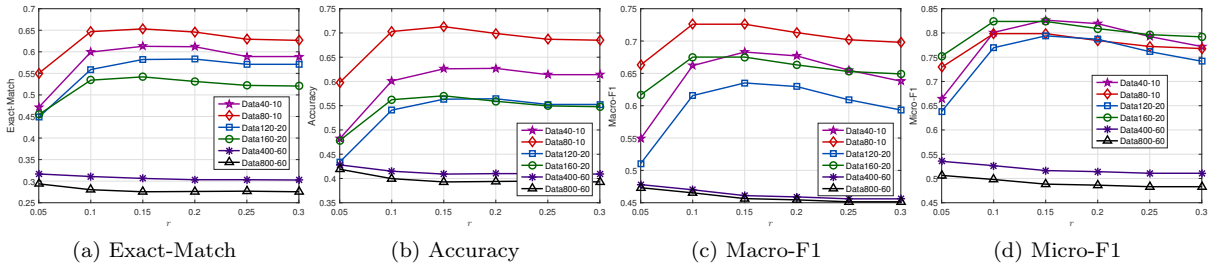 0.7
0.65
0.6
0.55
0.5
0.45
0.4
0.35
0.3
0.25
Exact-Match
Data40-10
Data80-10
Data120-20
Data160-20
Data400-60
Data800-60
0.05 0.1 0.15 0.2 0.25 0.3
r
(a) Exact-Match
0.75
0.7
0.65
0.6
0.55
0.5
0.45
0.4
0.35
Accuracy
Data40-10
Data80-10
Data120-20
Data160-20
Data400-60
Data800-60
0.05 0.1 0.15 0.2 0.25 0.3
r
(b) Accuracy
0.75
0.7
0.65
0.6
0.55
0.5
0.45
Macro-F1
Data40-10
Data80-10
Data120-20
Data160-20
Data400-60
Data800-60
0.05 0.1 0.15 0.2 0.25 0.3
r
(c) Macro-F1
0.85
0.8
0.75
0.7
0.65
0.6
0.55
0.5
0.45
Micro-F1
Data40-10
Data80-10
Data120-20
Data160-20
Data400-60
Data800-60
0.05 0.1 0.15 0.2 0.25 0.3
r
(d) Micro-F1